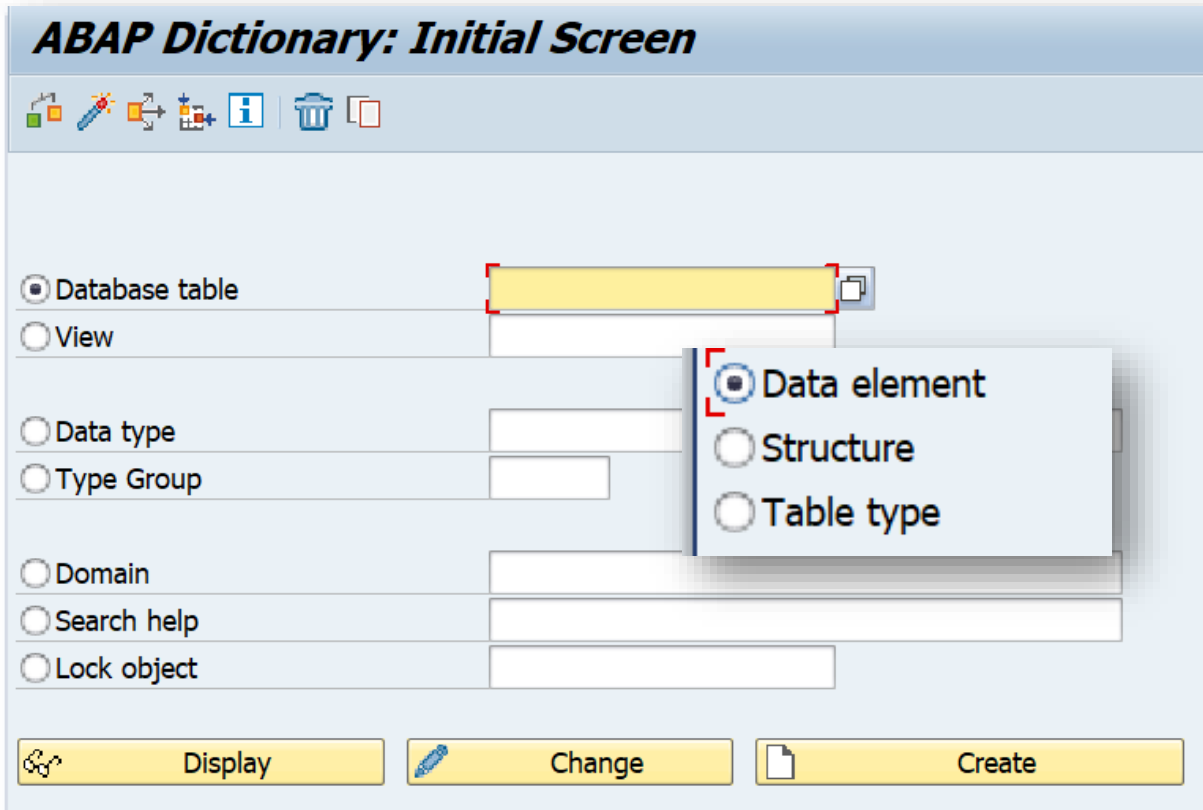 ABAP Dictionary: Initial Screen
Database table
View
Data type
Type Group
Domain
Search help
Lock object
Data element
Structure
Table type
Display
Change
Create